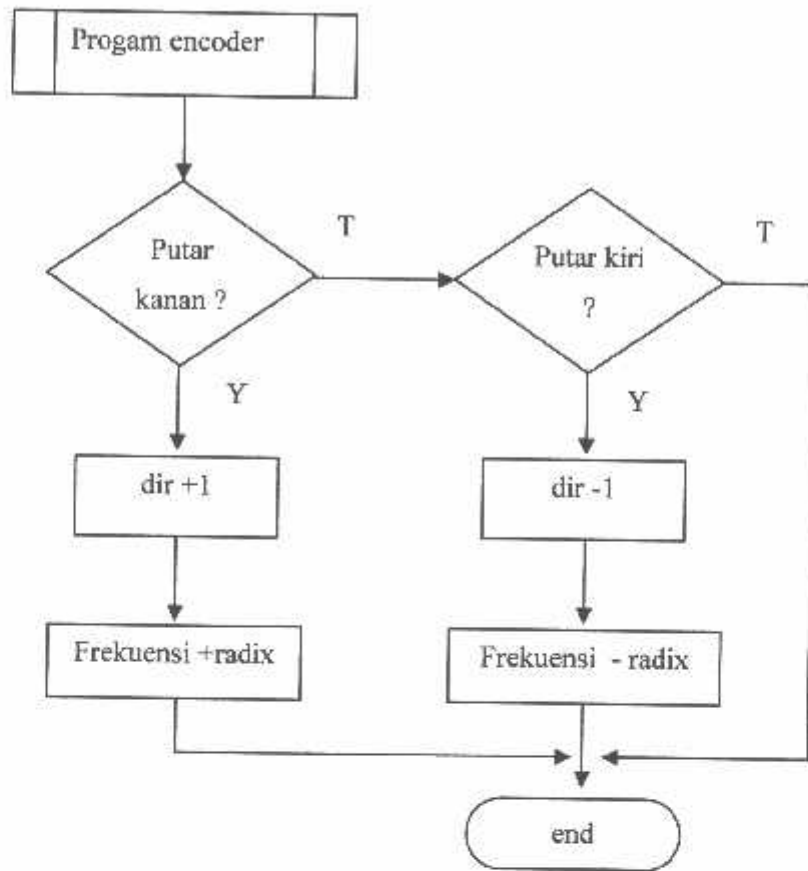 Progam encoder
Putar
kanan ?
T
Putar kiri
?
T
Y
Y
dir +1
dir -1
Frekuensi +radix
Frekuensi - radix
end